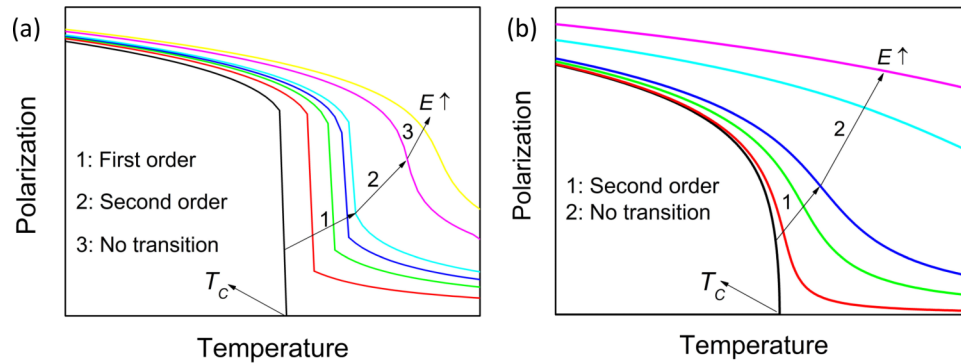 (a)
Polarization
1: First order
2: Second order
3: No transition
E ↑
3
2
1
T_C
Temperature
(b)
Polarization
1: Second order
2: No transition
E ↑
2
1
T_C
Temperature